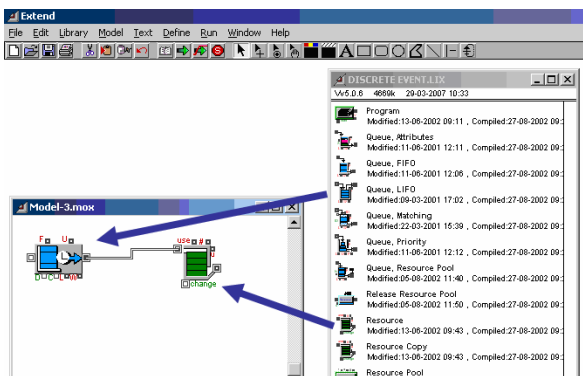 Extend
File Edit Library Model Text Define Run Window Help
DISCRETE EVENT.LIX
Vv5.0.6 4669k 29-03-2007 10:33
Program
Modified:13-06-2002 09:11 , Compiled:27-08-2002 09:
Queue, Attributes
Modified:11-06-2001 12:11 , Compiled:27-08-2002 09:
Queue, FIFO
Modified:11-06-2001 12:06 , Compiled:27-08-2002 09:
Queue, LIFO
Modified:09-03-2001 17:02 , Compiled:27-08-2002 09:
Queue, Matching
Modified:22-03-2001 15:39 , Compiled:27-08-2002 09:
Queue, Priority
Modified:11-06-2001 12:12 , Compiled:27-08-2002 09:
Queue, Resource Pool
Modified:05-08-2002 11:40 , Compiled:27-08-2002 09:
Release Resource Pool
Modified:05-08-2002 11:50 , Compiled:27-08-2002 09:
Resource
Modified:13-06-2002 09:43 , Compiled:27-08-2002 09:
Resource Copy
Modified:13-06-2002 09:43 , Compiled:27-08-2002 09:
Resource Pool
Model-3.mox
F U
use #
u
change